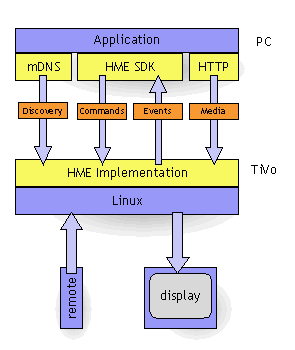 Application
PC
mDNS HME SDK HTTP
Discovery Commands Events Media
HME Implementation
TiVo
Linux
remote
display